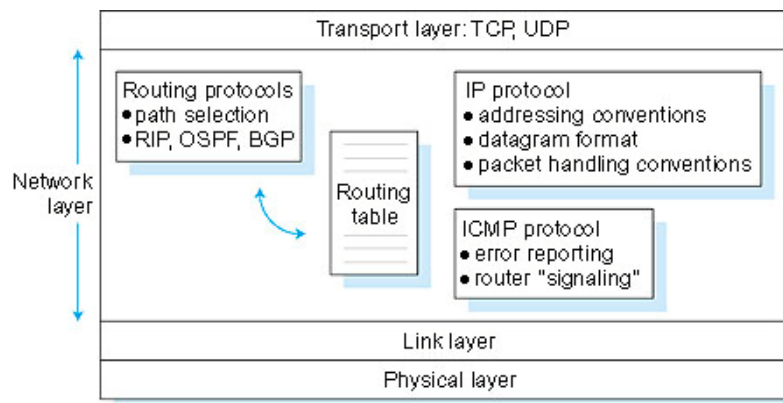 Transport layer: TCP, UDP
Routing protocols
● path selection
● RIP, OSPF, BGP
IP protocol
● addressing conventions
● datagram format
● packet handling conventions
Network
layer
Routing
table
ICMP protocol
● error reporting
● router "signaling"
Link layer
Physical layer